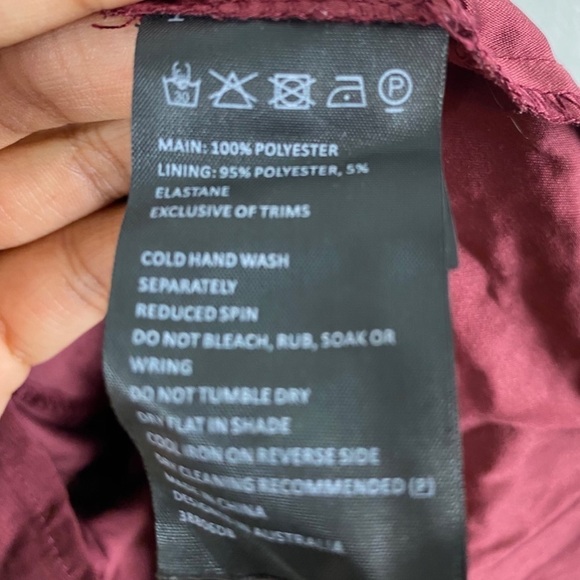 30 P
MAIN: 100% POLYESTER
LINING: 95% POLYESTER, 5%
ELASTANE
EXCLUSIVE OF TRIMS
COLD HAND WASH
SEPARATELY
REDUCED SPIN
DO NOT BLEACH, RUB, SOAK OR
WRING
DO NOT TUMBLE DRY
DRY FLAT IN SHADE
COOL IRON ON REVERSE SIDE
DRY CLEANING RECOMMENDED (P)
MADE IN CHINA
DESIGNED IN AUSTRALIA